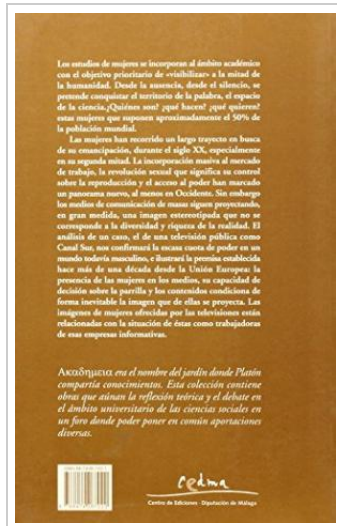 Los estudios de mujeres se incorporan al ámbito académico
con el objetivo prioritario de «visibilizar» a la mitad de
la humanidad. Desde la ausencia, desde el silencio, se
pretende conquistar el territorio de la palabra, el espacio
de la ciencia.¿Quiénes son? ¿qué hacen? ¿qué quieren?
estas mujeres que suponen aproximadamente el 50% de
la población mundial.
Las mujeres han recorrido un largo trayecto en busca
de su emancipación, durante el siglo XX, especialmente
en su segunda mitad. La incorporación masiva al mercado
de trabajo, la revolución sexual que significa su control
sobre la reproducción y el acceso al poder han marcado
un panorama nuevo, al menos en Occidente. Sin embargo
los medios de comunicación de masas siguen proyectando,
en gran medida, una imagen estereotipada que no se
corresponde a la diversidad y riqueza de la realidad. El
análisis de un caso, el de una televisión pública como
Canal Sur, nos confirmará la escasa cuota de poder en un
mundo todavía masculino, e ilustrará la premisa establecida
hace más de una década desde la Unión Europea: la
presencia de las mujeres en los medios, su capacidad de
decisión sobre la parrilla y los contenidos condiciona de
forma inevitable la imagen que de ellas se proyecta. Las
imágenes de mujeres ofrecidas por las televisiones están
relacionadas con la situación de éstas como trabajadoras
de esas empresas informativas.
Ακαδημεια era el nombre del jardín donde Platón
compartía conocimientos. Esta colección contiene
obras que aúnan la reflexión teórica y el debate en
el ámbito universitario de las ciencias sociales en
un foro donde poder poner en común aportaciones
diversas.
cedma
Centro de Ediciones - Diputación de Málaga